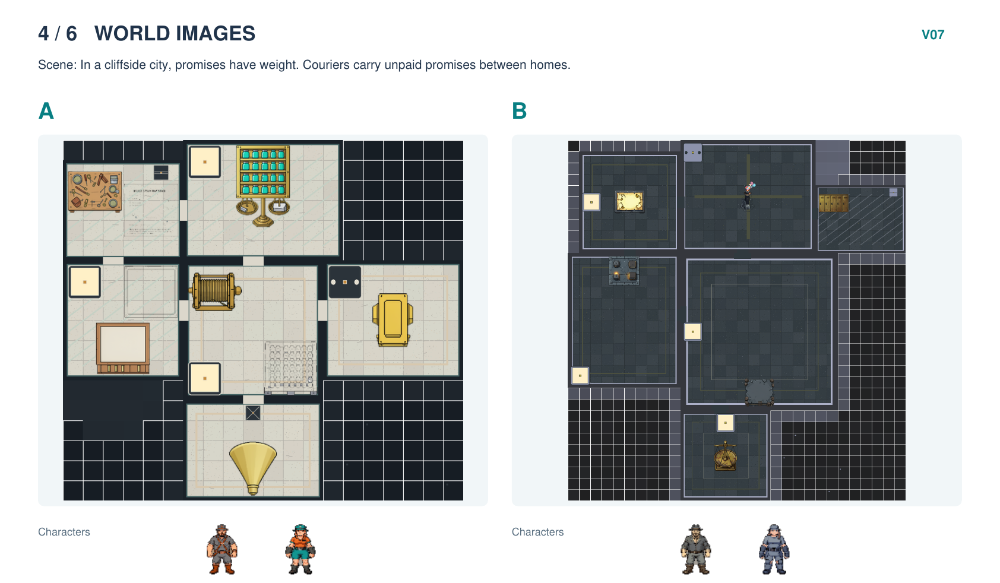 4 / 6 WORLD IMAGES
V07
Scene: In a cliffside city, promises have weight. Couriers carry unpaid promises between homes.
A
B
Characters
Characters